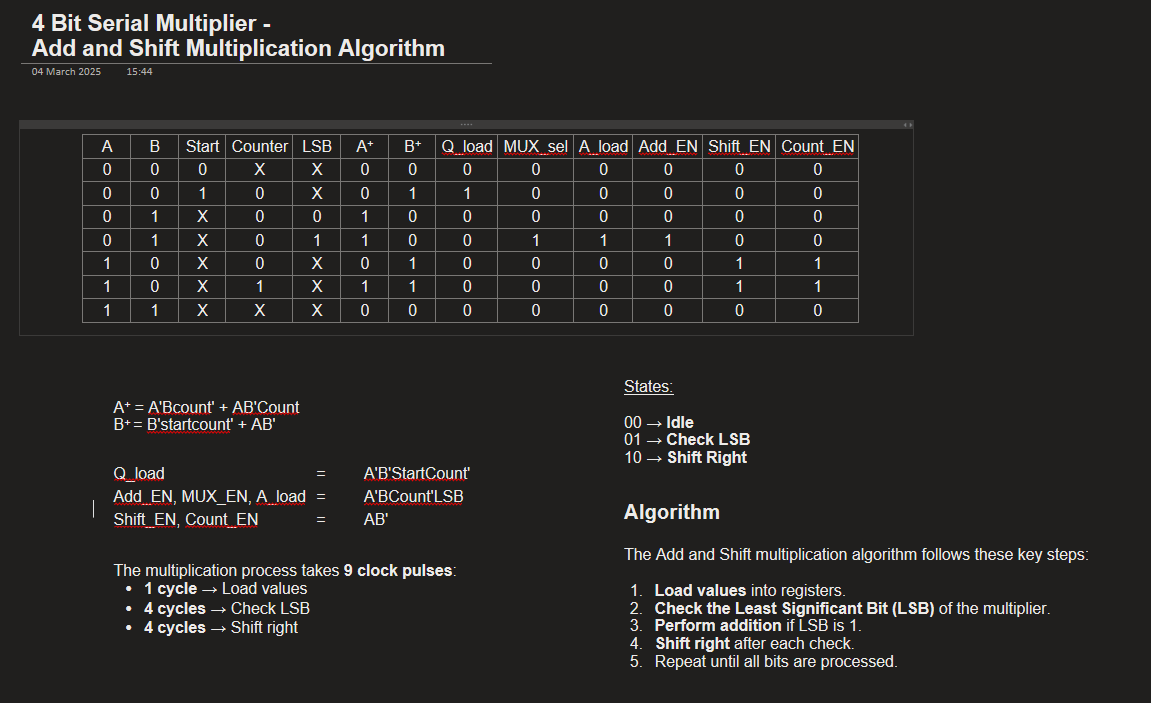 4 Bit Serial Multiplier -
Add and Shift Multiplication Algorithm
04 March 2025 15:44
A B Start Counter LSB A⁺ B⁺ Q_load MUX_sel A_load Add_EN Shift_EN Count_EN
0 0 0 X X 0 0 0 0 0 0 0 0
0 0 1 0 X 0 1 1 0 0 0 0 0
0 1 X 0 0 1 0 0 0 0 0 0 0
0 1 X 0 1 1 0 0 1 1 1 0 0
1 0 X 0 X 0 1 0 0 0 0 1 1
1 0 X 1 X 1 1 0 0 0 0 1 1
1 1 X X X 0 0 0 0 0 0 0 0
A⁺ = A'Bcount' + AB'Count
B⁺ = B'startcount' + AB'
Q_load = A'B'StartCount'
Add_EN, MUX_EN, A_load = A'BCount'LSB
Shift_EN, Count_EN = AB'
The multiplication process takes 9 clock pulses:
• 1 cycle → Load values
• 4 cycles → Check LSB
• 4 cycles → Shift right
States:
00 → Idle
01 → Check LSB
10 → Shift Right
Algorithm
The Add and Shift multiplication algorithm follows these key steps:
1. Load values into registers.
2. Check the Least Significant Bit (LSB) of the multiplier.
3. Perform addition if LSB is 1.
4. Shift right after each check.
5. Repeat until all bits are processed.